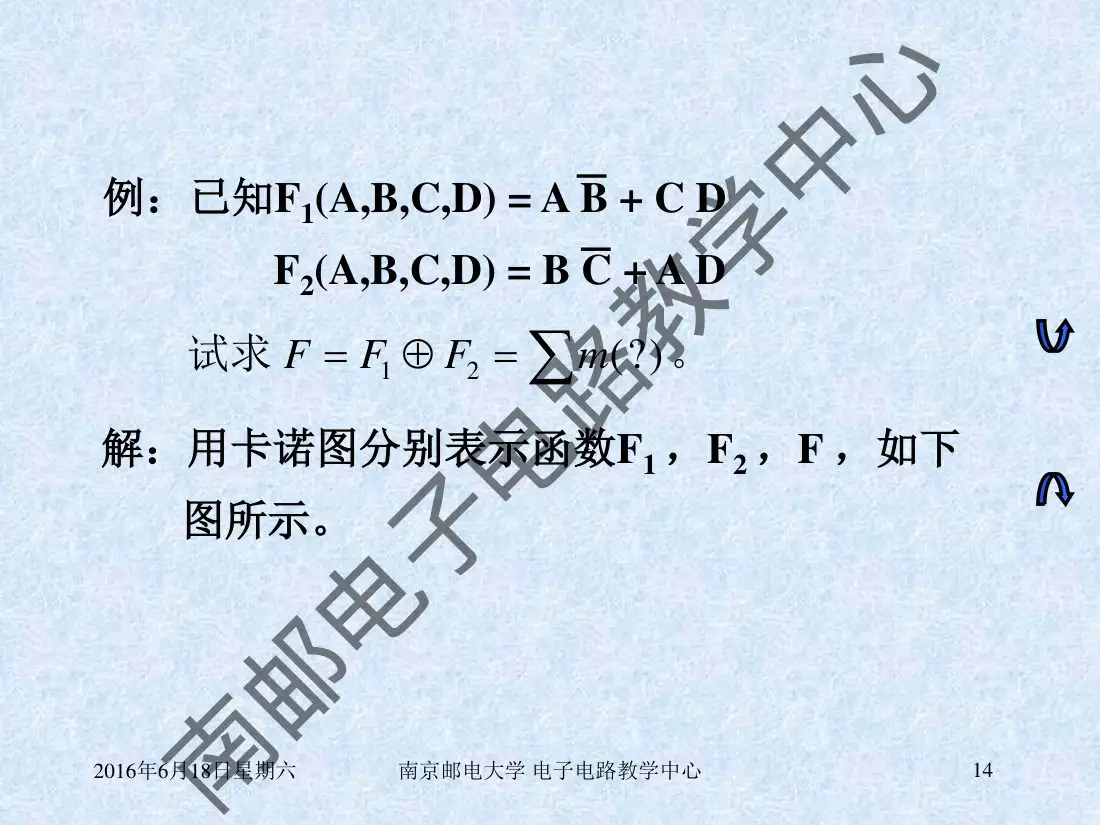 例：已知F₁(A,B,C,D) = A B̅ + C D
F₂(A,B,C,D) = B C̅ + A D
试求 F = F₁ ⊕ F₂ = ∑m(?)。
解：用卡诺图分别表示函数F₁，F₂，F，如下
图所示。
南邮电子电路教学中心
2016年6月18日星期六 南京邮电大学 电子电路教学中心 14